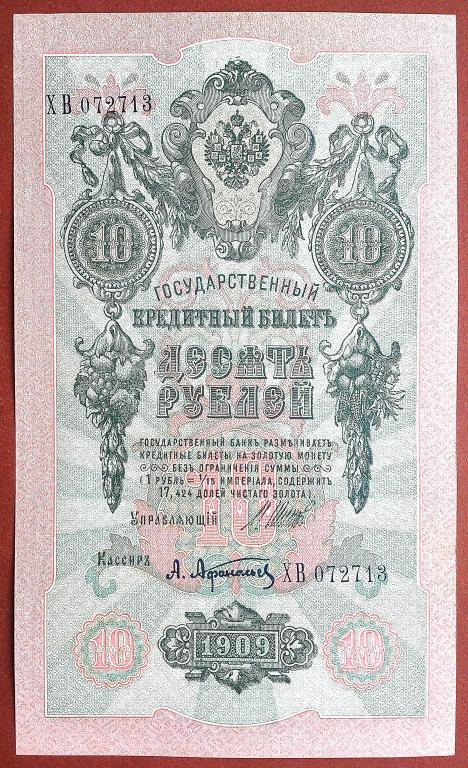 ХВ 072713
10 10
ГОСУДАРСТВЕННЫЙ
КРЕДИТНЫЙ БИЛЕТЪ
ДЕСЯТЬ
РУБЛЕЙ
ГОСУДАРСТВЕННЫЙ БАНКЪ РАЗМѢНИВАЕТЪ
КРЕДИТНЫЕ БИЛЕТЫ НА ЗОЛОТУЮ МОНЕТУ
БЕЗЪ ОГРАНИЧЕНІЯ СУММЫ
(1 РУБЛЬ = 1/15 ИМПЕРІАЛА, СОДЕРЖИТЪ
17,424 ДОЛЕЙ ЧИСТАГО ЗОЛОТА)
10
УПРАВЛЯЮЩІЙ
КАССИРЪ
А. Афанасьев ХВ 072713
10 1909 10